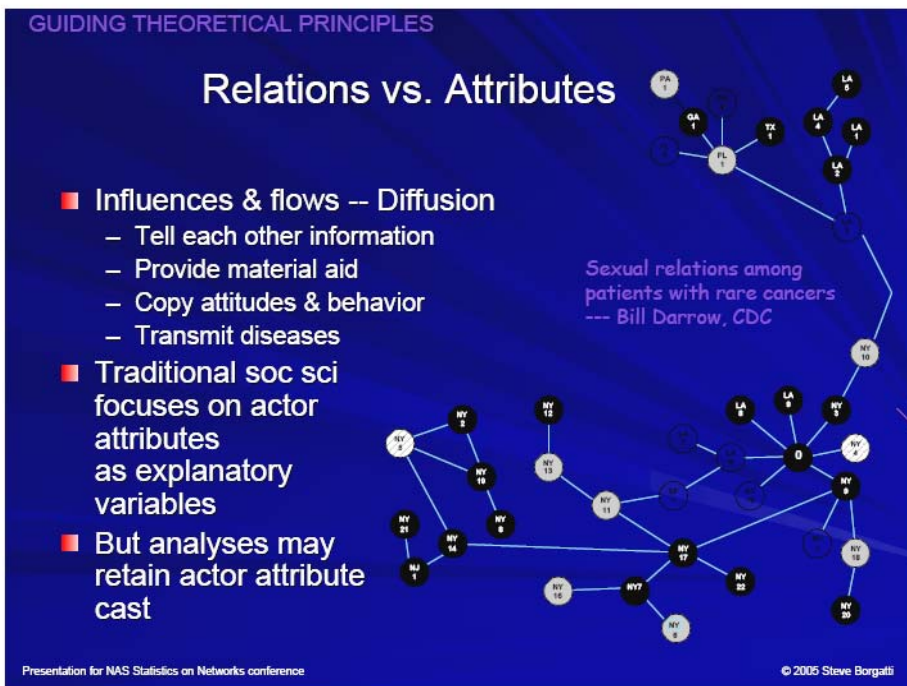 GUIDING THEORETICAL PRINCIPLES
Relations vs. Attributes
Influences & flows -- Diffusion
– Tell each other information
– Provide material aid
– Copy attitudes & behavior
– Transmit diseases
Traditional soc sci
focuses on actor
attributes
as explanatory
variables
But analyses may
retain actor attribute
cast
Sexual relations among
patients with rare cancers
--- Bill Darrow, CDC
PA
1
GA
1
TX
1
FL
1
LA
5
LA
4
LA
1
LA
2
NY
10
NY
3
LA
8
LA
9
0
NY
4
NY
9
NY
12
NY
13
NY
11
NY
2
NY
5
NY
19
NY
8
NY
21
NY
14
NJ
1
NY
17
NY
22
NY
16
NY7
NY
6
NY
18
NY
20
Presentation for NAS Statistics on Networks conference
© 2005 Steve Borgatti